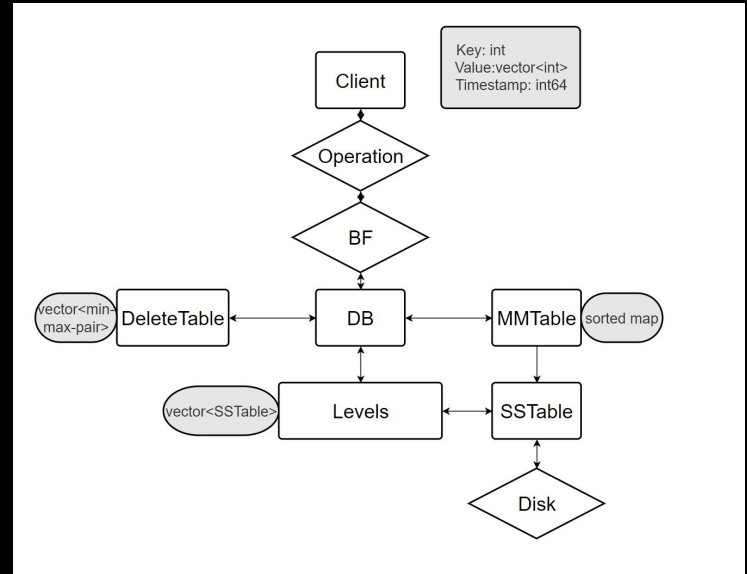 Client
Key: int
Value:vector<int>
Timestamp: int64
Operation
BF
vector<min-
max-pair>
DeleteTable
DB
MMTable
sorted map
vector<SSTable>
Levels
SSTable
Disk